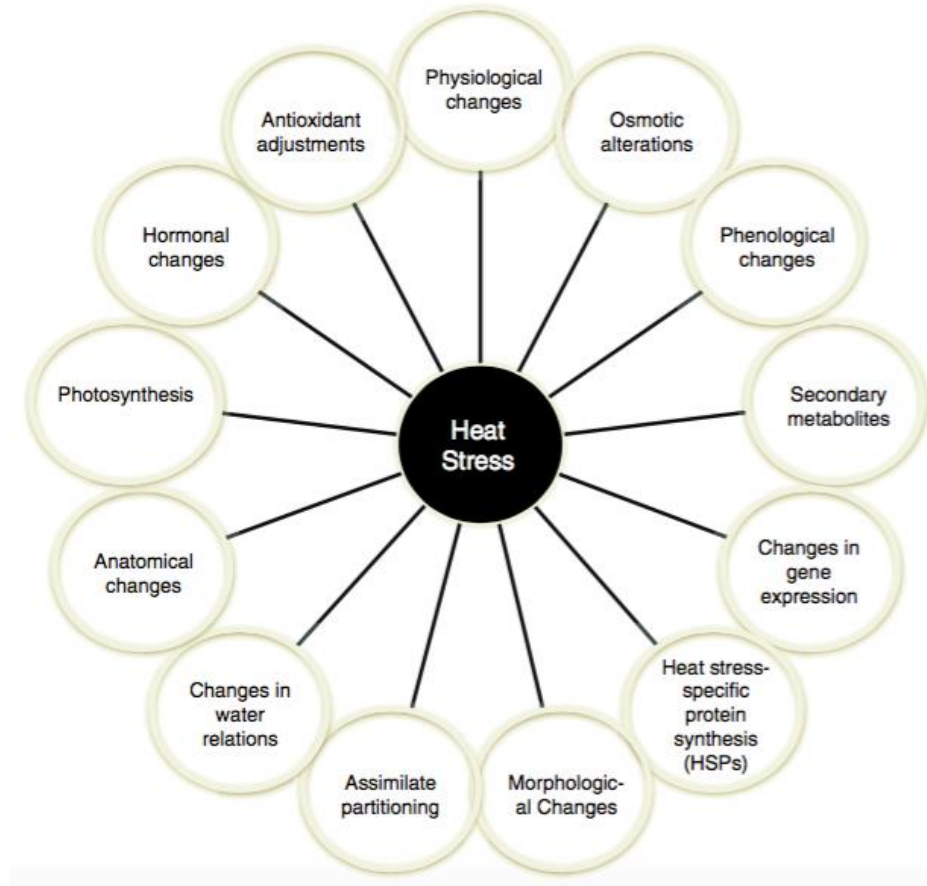 Physiological
changes
Osmotic
alterations
Phenological
changes
Secondary
metabolites
Changes in
gene
expression
Heat stress-
specific
protein
synthesis
(HSPs)
Morphologic-
al Changes
Assimilate
partitioning
Changes in
water
relations
Anatomical
changes
Photosynthesis
Hormonal
changes
Antioxidant
adjustments
Heat
Stress